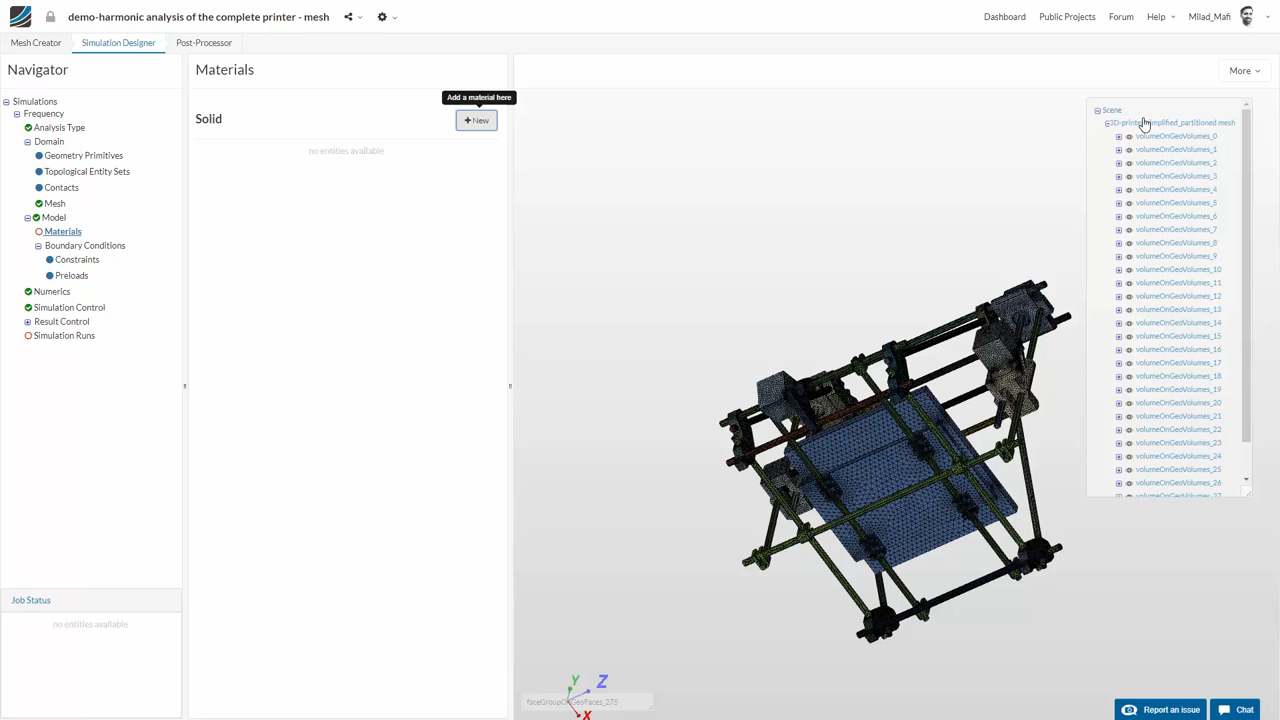 demo-harmonic analysis of the complete printer - mesh
Dashboard
Public Projects
Forum
Help
Milad_Mafi
Mesh Creator
Simulation Designer
Post-Processor
Navigator
Simulations
Frequency
Analysis Type
Domain
Geometry Primitives
Topological Entity Sets
Contacts
Mesh
Model
Materials
Boundary Conditions
Constraints
Preloads
Numerics
Simulation Control
Result Control
Simulation Runs
Job Status
no entities available
Materials
Add a material here
Solid
+ New
no entities available
More
Scene
volumeOnGeoVolumes_0
volumeOnGeoVolumes_1
volumeOnGeoVolumes_2
volumeOnGeoVolumes_3
volumeOnGeoVolumes_4
volumeOnGeoVolumes_5
volumeOnGeoVolumes_6
volumeOnGeoVolumes_7
volumeOnGeoVolumes_8
volumeOnGeoVolumes_9
volumeOnGeoVolumes_10
volumeOnGeoVolumes_11
volumeOnGeoVolumes_12
volumeOnGeoVolumes_13
volumeOnGeoVolumes_14
volumeOnGeoVolumes_15
volumeOnGeoVolumes_16
volumeOnGeoVolumes_17
volumeOnGeoVolumes_18
volumeOnGeoVolumes_19
volumeOnGeoVolumes_20
volumeOnGeoVolumes_21
volumeOnGeoVolumes_22
volumeOnGeoVolumes_23
volumeOnGeoVolumes_24
volumeOnGeoVolumes_25
volumeOnGeoVolumes_26
volumeOnGeoVolumes_27
faceGroupOnGeoFaces_275
Y
Z
X
Report an issue
Chat